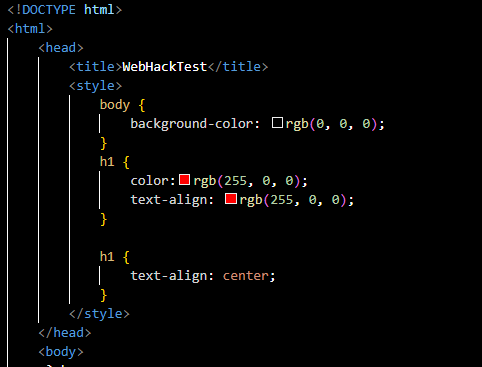 <!DOCTYPE html>
<html>
<head>
<title>WebHackTest</title>
<style>
body {
background-color: rgb(0, 0, 0);
}
h1 {
color:rgb(255, 0, 0);
text-align: rgb(255, 0, 0);
}
h1 {
text-align: center;
}
</style>
</head>
<body>